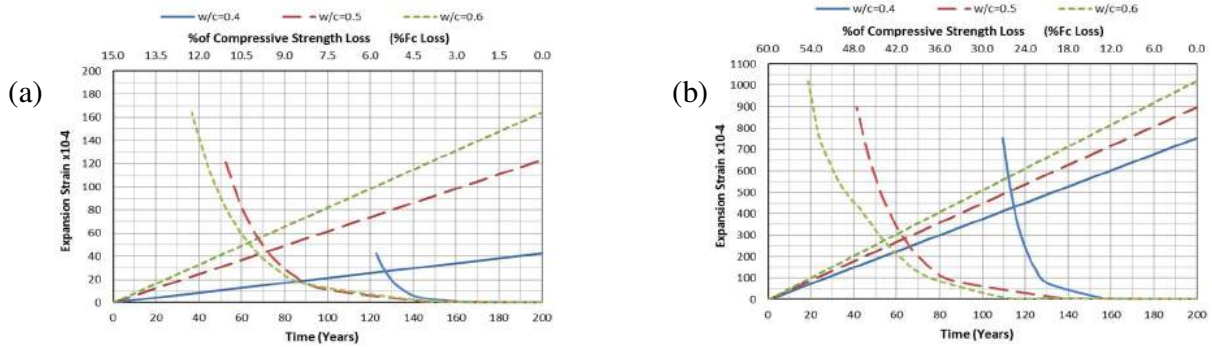 (a)
w/c=0.4 w/c=0.5 w/c=0.6
%of Compressive Strength Loss (%Fc Loss)
15.0 13.5 12.0 10.5 9.0 7.5 6.0 4.5 3.0 1.5 0.0
200
180
160
140
120
100
80
60
40
20
0
Expansion Strain x10-4
0 20 40 60 80 100 120 140 160 180 200
Time (Years)
(b)
w/c=0.4 w/c=0.5 w/c=0.6
%of Compressive Strength Loss (%Fc Loss)
60.0 54.0 48.0 42.0 36.0 30.0 24.0 18.0 12.0 6.0 0.0
1100
1000
900
800
700
600
500
400
300
200
100
0
Expansion Strain x10-4
0 20 40 60 80 100 120 140 160 180 200
Time (Years)